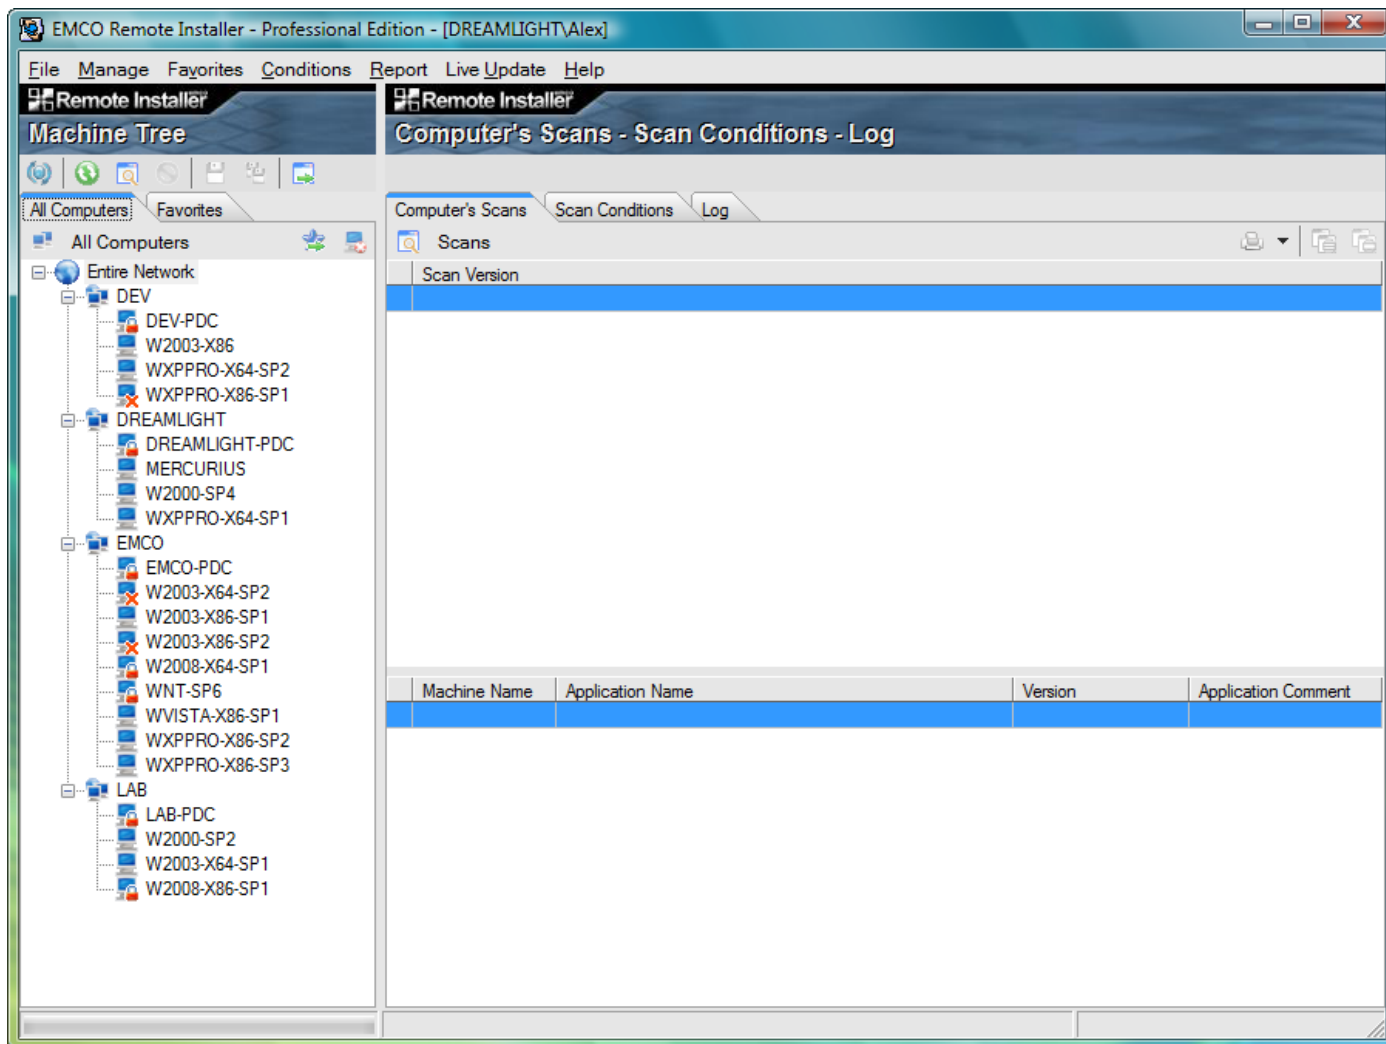 EMCO Remote Installer - Professional Edition - [DREAMLIGHT\Alex]
File Manage Favorites Conditions Report Live Update Help
Remote Installer
Machine Tree
All Computers Favorites
All Computers
Entire Network
DEV
DEV-PDC
W2003-X86
WXPPRO-X64-SP2
WXPPRO-X86-SP1
DREAMLIGHT
DREAMLIGHT-PDC
MERCURIUS
W2000-SP4
WXPPRO-X64-SP1
EMCO
EMCO-PDC
W2003-X64-SP2
W2003-X86-SP1
W2003-X86-SP2
W2008-X64-SP1
WNT-SP6
WVISTA-X86-SP1
WXPPRO-X86-SP2
WXPPRO-X86-SP3
LAB
LAB-PDC
W2000-SP2
W2003-X64-SP1
W2008-X86-SP1
Remote Installer
Computer's Scans - Scan Conditions - Log
Computer's Scans Scan Conditions Log
Scans
Scan Version
Machine Name Application Name Version Application Comment